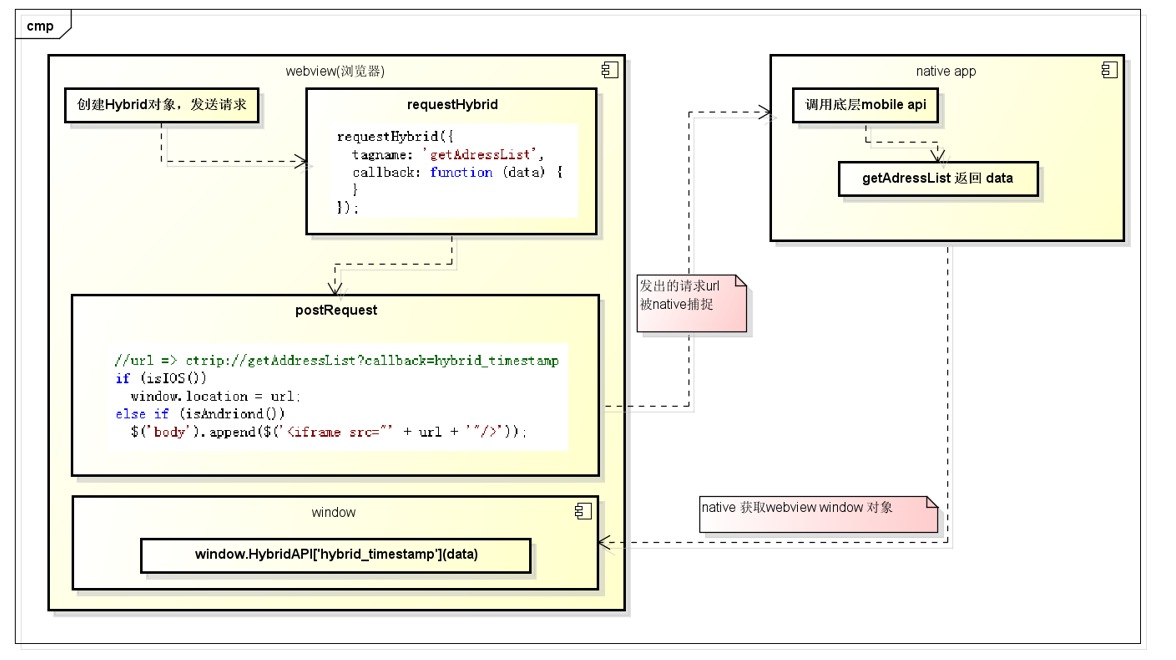 cmp
webview(浏览器)
创建Hybrid对象，发送请求
requestHybrid
requestHybrid({
  tagname: 'getAdressList',
  callback: function (data) {
  }
});
postRequest
//url => ctrip://getAddressList?callback=hybrid_timestamp
if (isIOS())
  window.location = url;
else if (isAndriond())
  $('body').append($('<iframe src="' + url + '"/>'));
window
window.HybridAPI['hybrid_timestamp'](data)
发出的请求url
被native捕捉
native app
调用底层mobile api
getAdressList 返回 data
native 获取webview window 对象